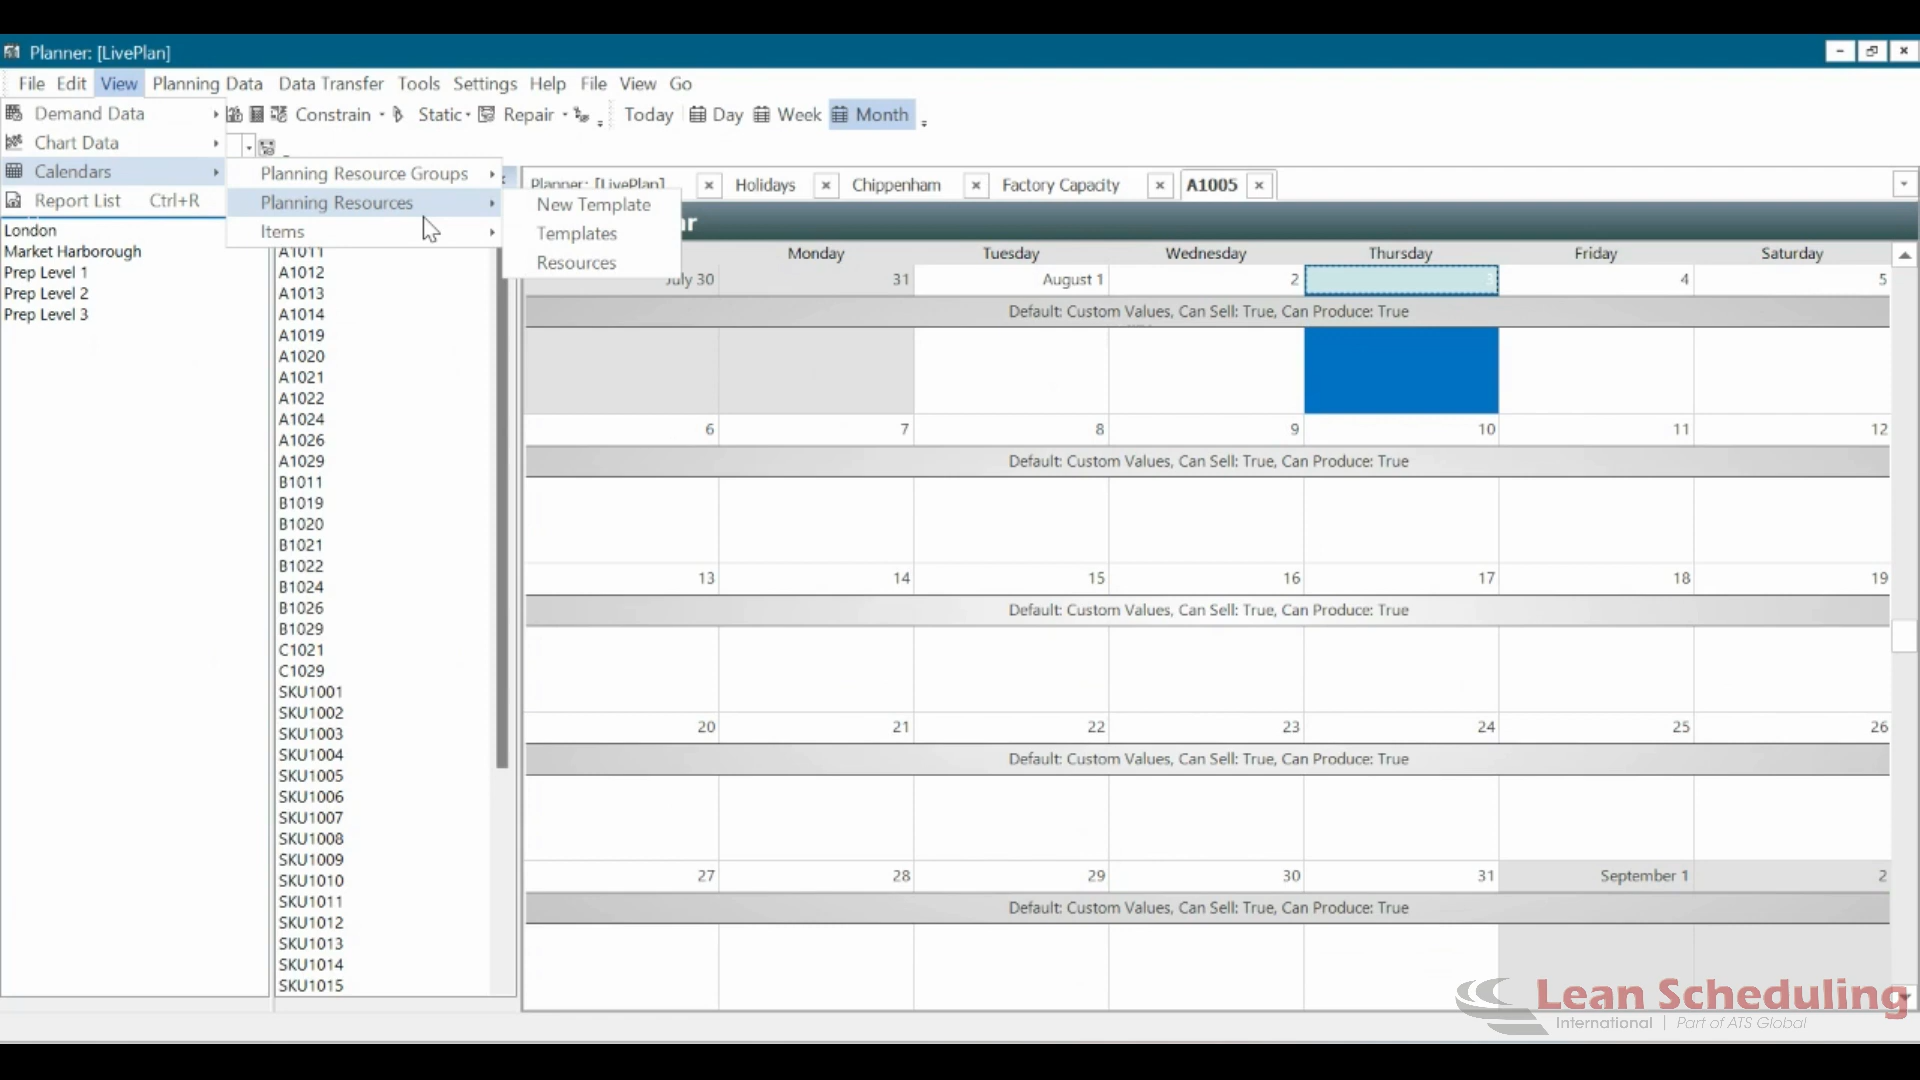 Planner: [LivePlan]
File Edit View Planning Data Data Transfer Tools Settings Help File View Go
Demand Data
Constrain Static Repair Today Day Week Month
Chart Data
Calendars
Report List Ctrl+R
Planning Resource Groups
Planning Resources
Items
New Template
Templates
Resources
Planner: [LivePlan] Holidays Chippenham Factory Capacity A1005
London
Market Harborough
Prep Level 1
Prep Level 2
Prep Level 3
A1011
A1012
A1013
A1014
A1019
A1020
A1021
A1022
A1024
A1026
A1029
B1011
B1019
B1020
B1021
B1022
B1024
B1026
B1029
C1021
C1029
SKU1001
SKU1002
SKU1003
SKU1004
SKU1005
SKU1006
SKU1007
SKU1008
SKU1009
SKU1010
SKU1011
SKU1012
SKU1013
SKU1014
SKU1015
Monday Tuesday Wednesday Thursday Friday Saturday
July 30 31 August 1 2 3 4 5
Default: Custom Values, Can Sell: True, Can Produce: True
6 7 8 9 10 11 12
Default: Custom Values, Can Sell: True, Can Produce: True
13 14 15 16 17 18 19
Default: Custom Values, Can Sell: True, Can Produce: True
20 21 22 23 24 25 26
Default: Custom Values, Can Sell: True, Can Produce: True
27 28 29 30 31 September 1 2
Default: Custom Values, Can Sell: True, Can Produce: True
Lean Scheduling
International | Part of ATS Global